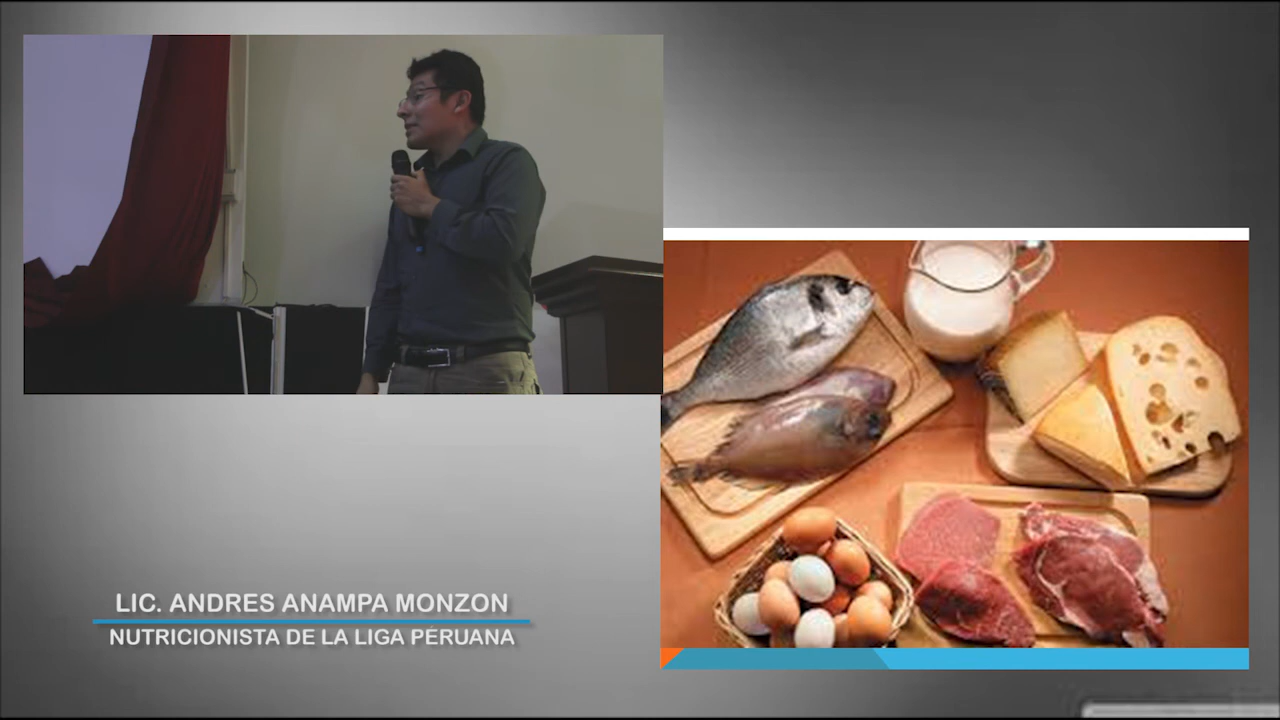 LIC. ANDRES ANAMPA MONZON
NUTRICIONISTA DE LA LIGA PERUANA